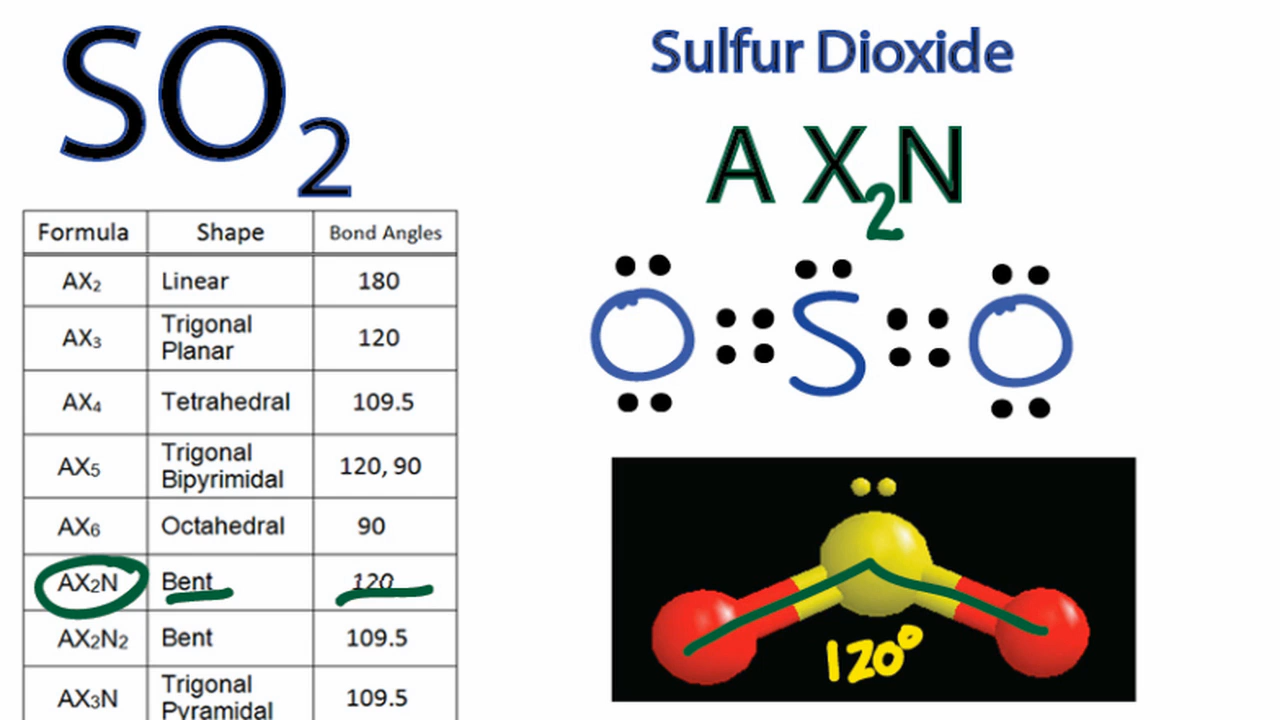 SO₂
Sulfur Dioxide
A X₂N
O S O
120°
Formula Shape Bond Angles
AX₂ Linear 180
AX₃ Trigonal Planar 120
AX₄ Tetrahedral 109.5
AX₅ Trigonal Bipyrimidal 120, 90
AX₆ Octahedral 90
AX₂N Bent 120
AX₂N₂ Bent 109.5
AX₃N Trigonal Pyramidal 109.5